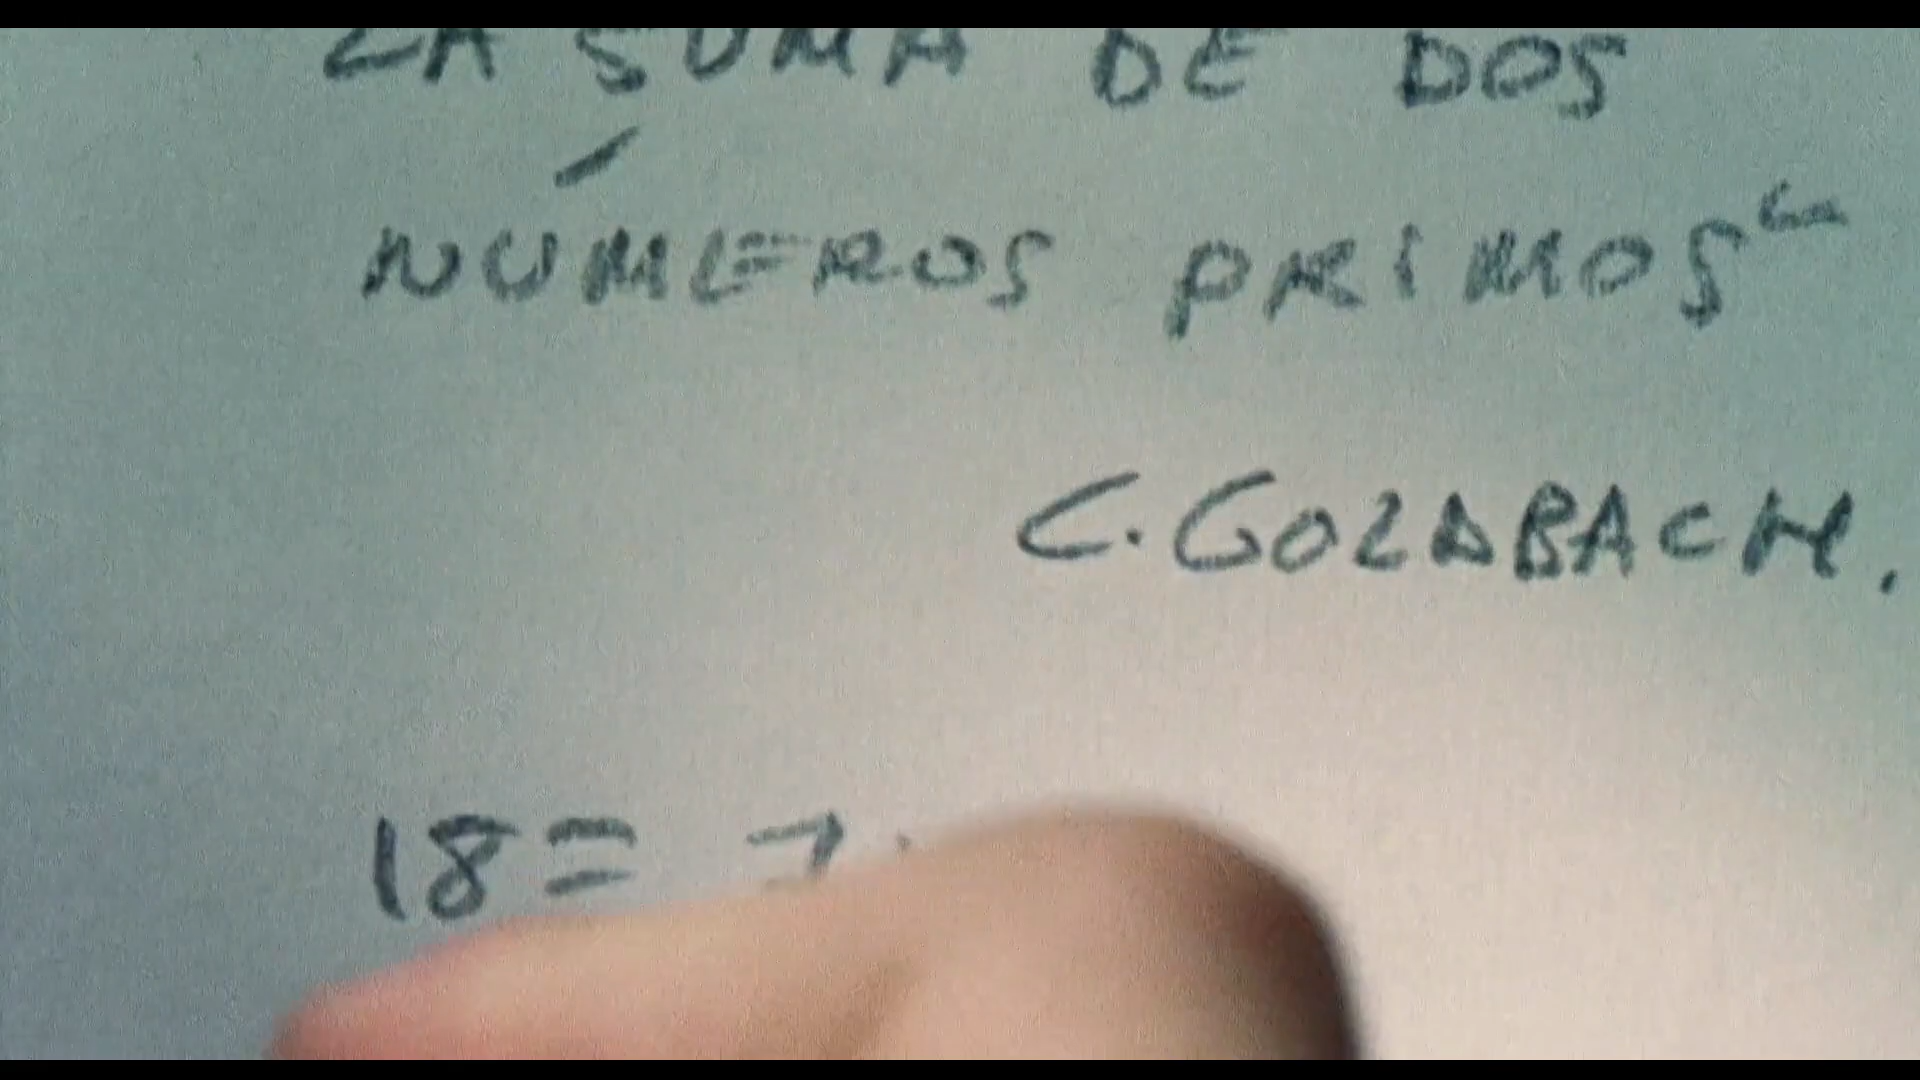 LA SUMA DE DOS
NÚMEROS PRIMOS"
C. GOLDBACH.
18 = 7